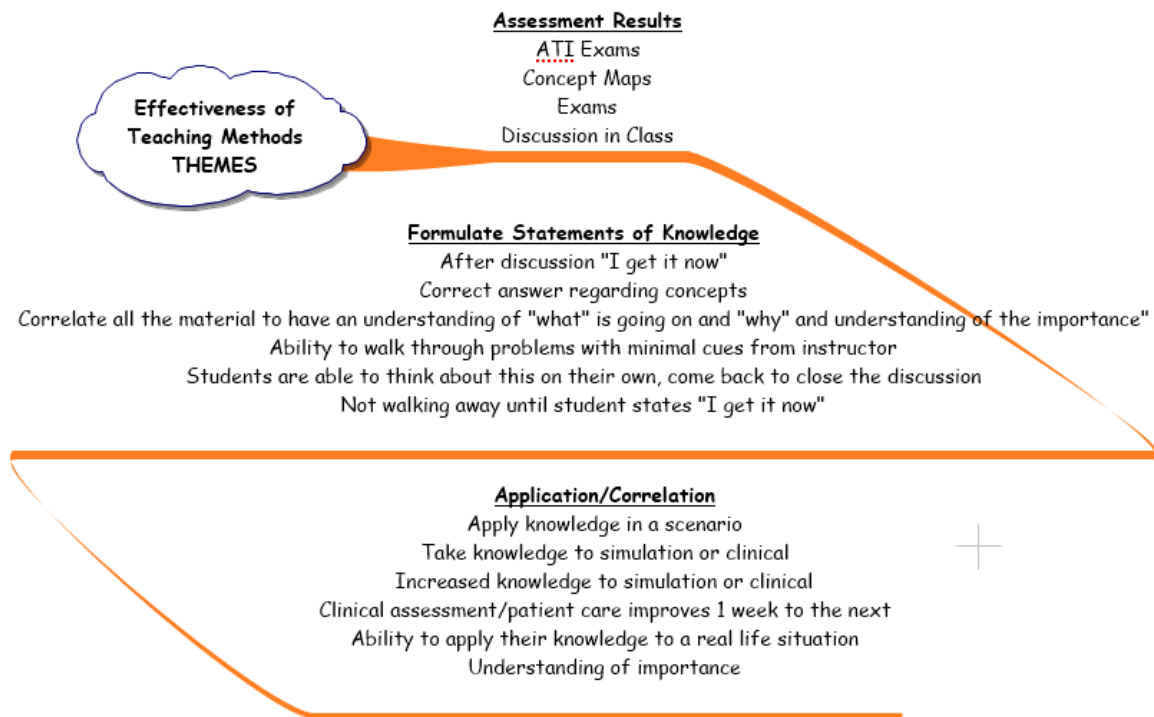 Assessment Results
ATI Exams
Concept Maps
Exams
Discussion in Class
Effectiveness of
Teaching Methods
THEMES
Formulate Statements of Knowledge
After discussion "I get it now"
Correct answer regarding concepts
Correlate all the material to have an understanding of "what" is going on and "why" and understanding of the importance"
Ability to walk through problems with minimal cues from instructor
Students are able to think about this on their own, come back to close the discussion
Not walking away until student states "I get it now"
Application/Correlation
Apply knowledge in a scenario
Take knowledge to simulation or clinical
Increased knowledge to simulation or clinical
Clinical assessment/patient care improves 1 week to the next
Ability to apply their knowledge to a real life situation
Understanding of importance